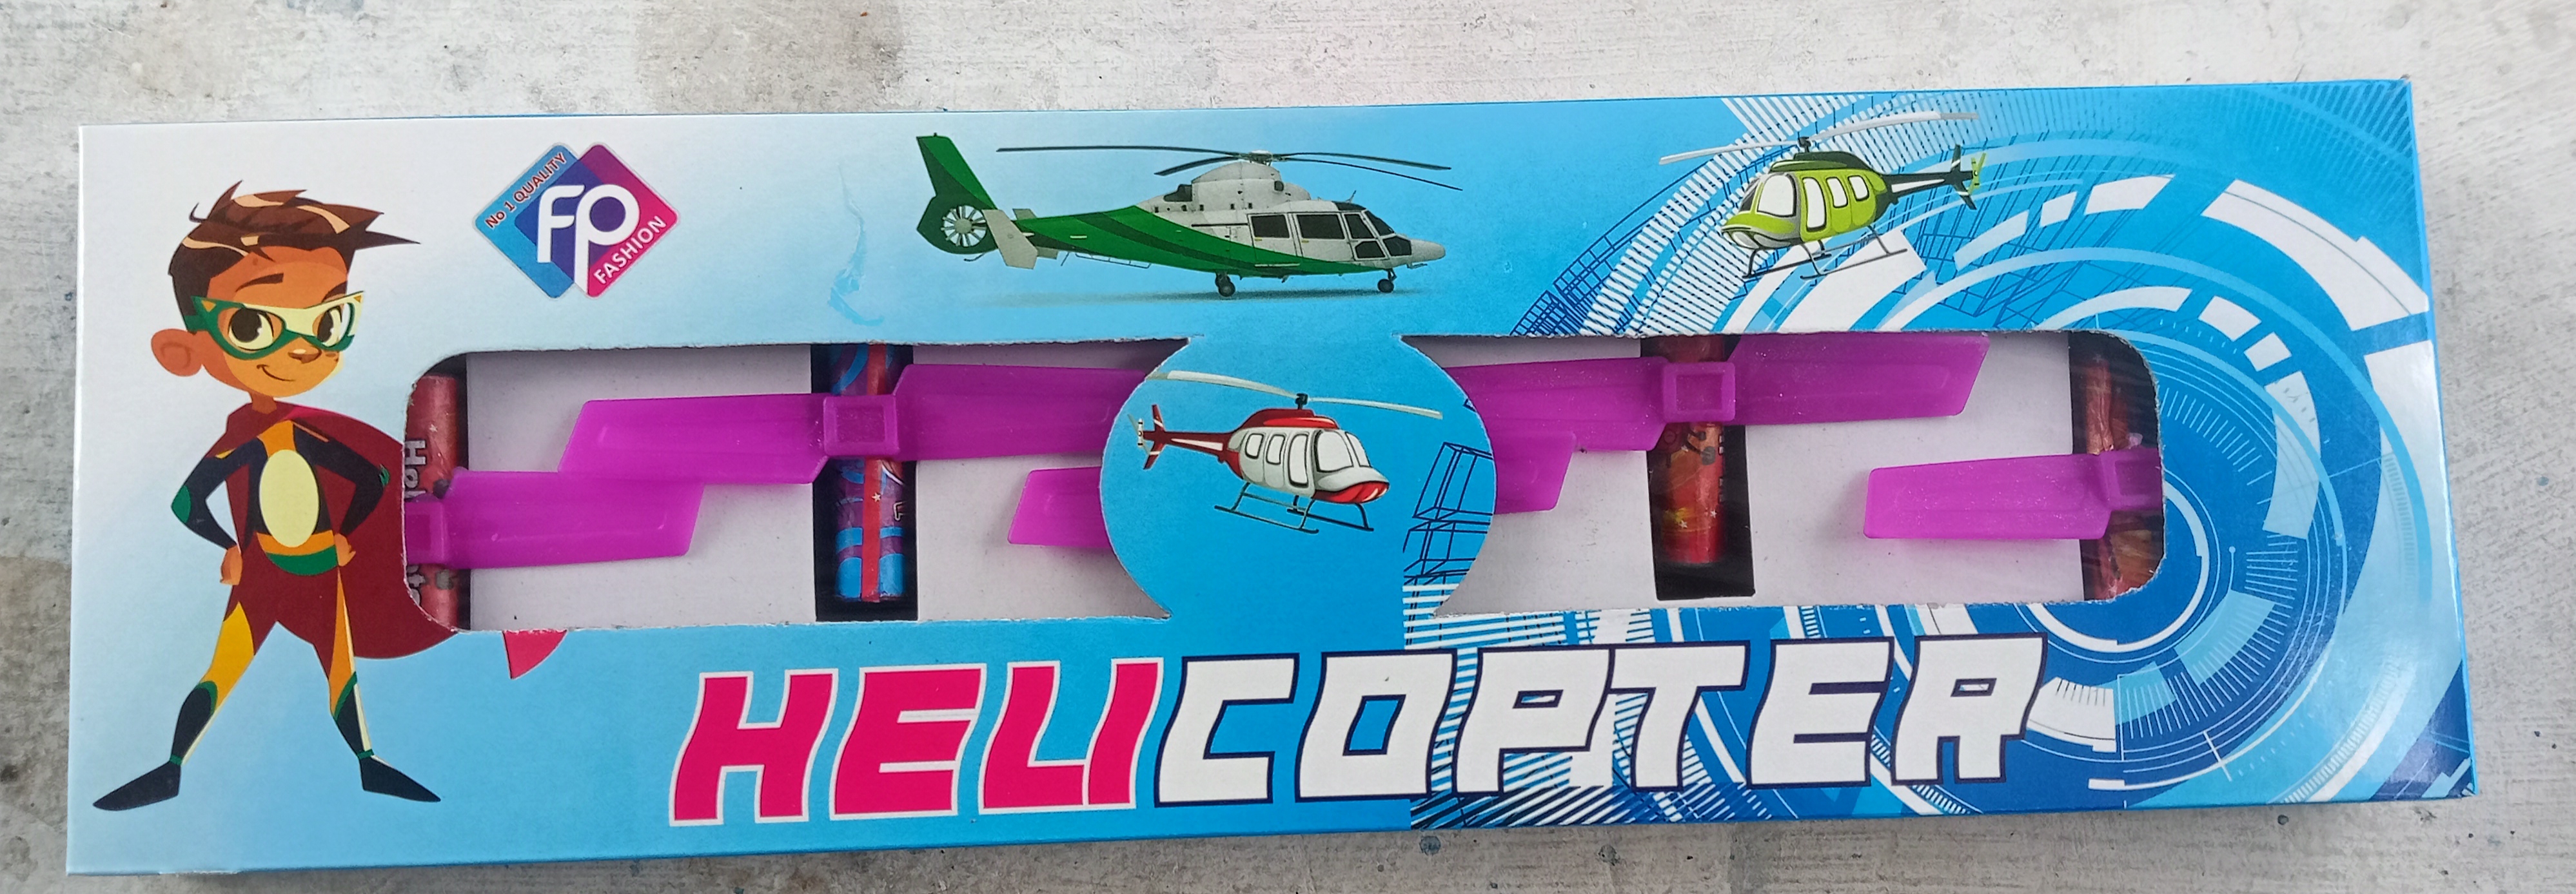 No 1 QUALITY
FP
FASHION
HELICOPTER